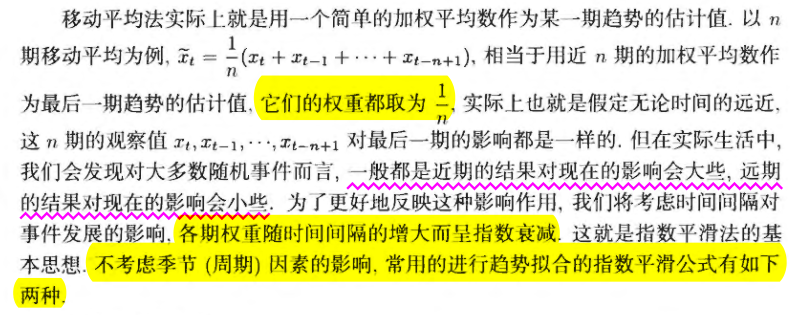 移动平均法实际上就是用一个简单的加权平均数作为某一期趋势的估计值. 以 n
期移动平均为例, x̃ₜ = 1/n (xₜ + xₜ₋₁ + ⋯ + xₜ₋ₙ₊₁), 相当于用近 n 期的加权平均数作
为最后一期趋势的估计值, 它们的权重都取为 1/n, 实际上也就是假定无论时间的远近,
这 n 期的观察值 xₜ, xₜ₋₁, ⋯, xₜ₋ₙ₊₁ 对最后一期的影响都是一样的. 但在实际生活中,
我们会发现对大多数随机事件而言, 一般都是近期的结果对现在的影响会大些, 远期
的结果对现在的影响会小些. 为了更好地反映这种影响作用, 我们将考虑时间间隔对
事件发展的影响, 各期权重随时间间隔的增大而呈指数衰减. 这就是指数平滑法的基
本思想. 不考虑季节 (周期) 因素的影响, 常用的进行趋势拟合的指数平滑公式有如下
两种.